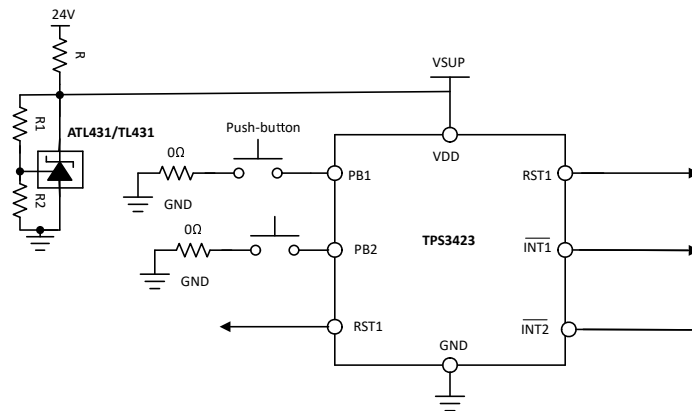 24V
R
VSUP
R1
ATL431/TL431
Push-button
VDD
0Ω
PB1
RST1
R2
GND
TPS3423
0Ω
PB2
INT1
GND
RST1
GND
INT2